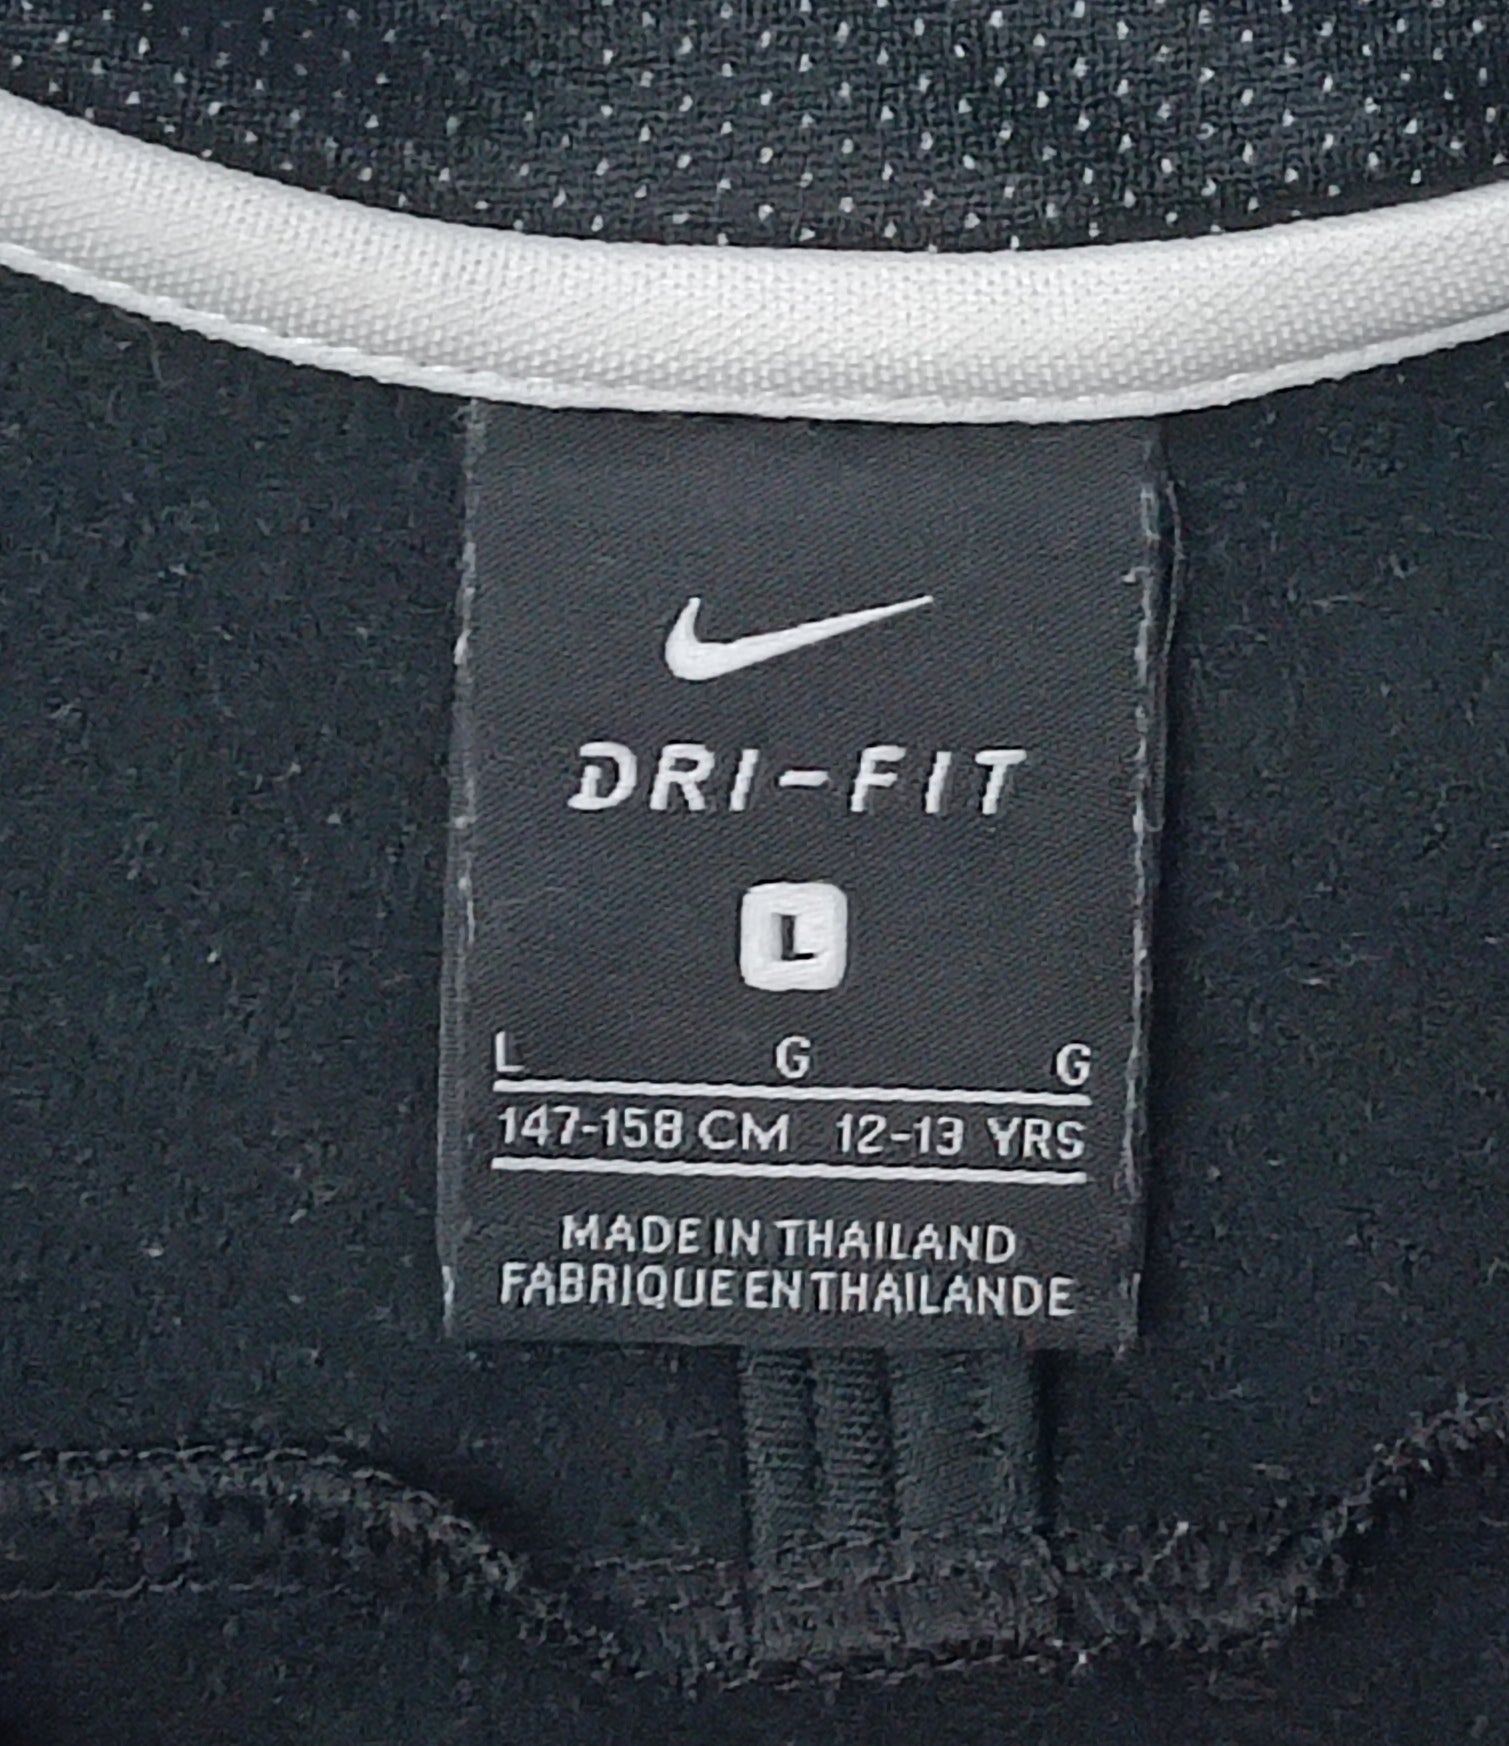 DRI-FIT
L
L G G
147-158 CM 12-13 YRS
MADE IN THAILAND
FABRIQUE EN THAILANDE